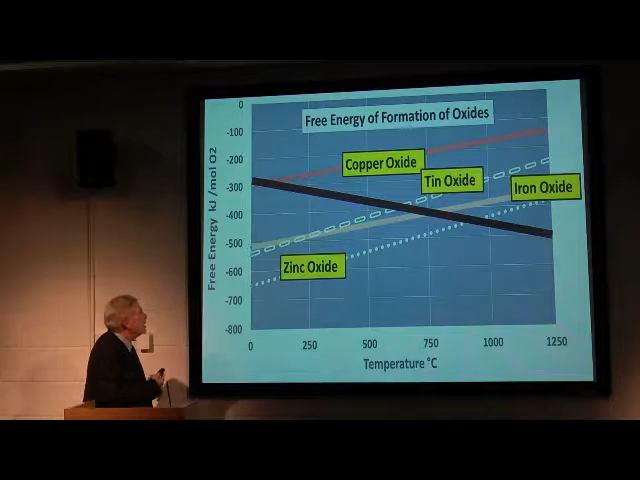 Free Energy of Formation of Oxides
Free Energy kJ /mol O2
0
-100
-200
-300
-400
-500
-600
-700
-800
Copper Oxide
Tin Oxide
Iron Oxide
Zinc Oxide
0 250 500 750 1000 1250
Temperature °C